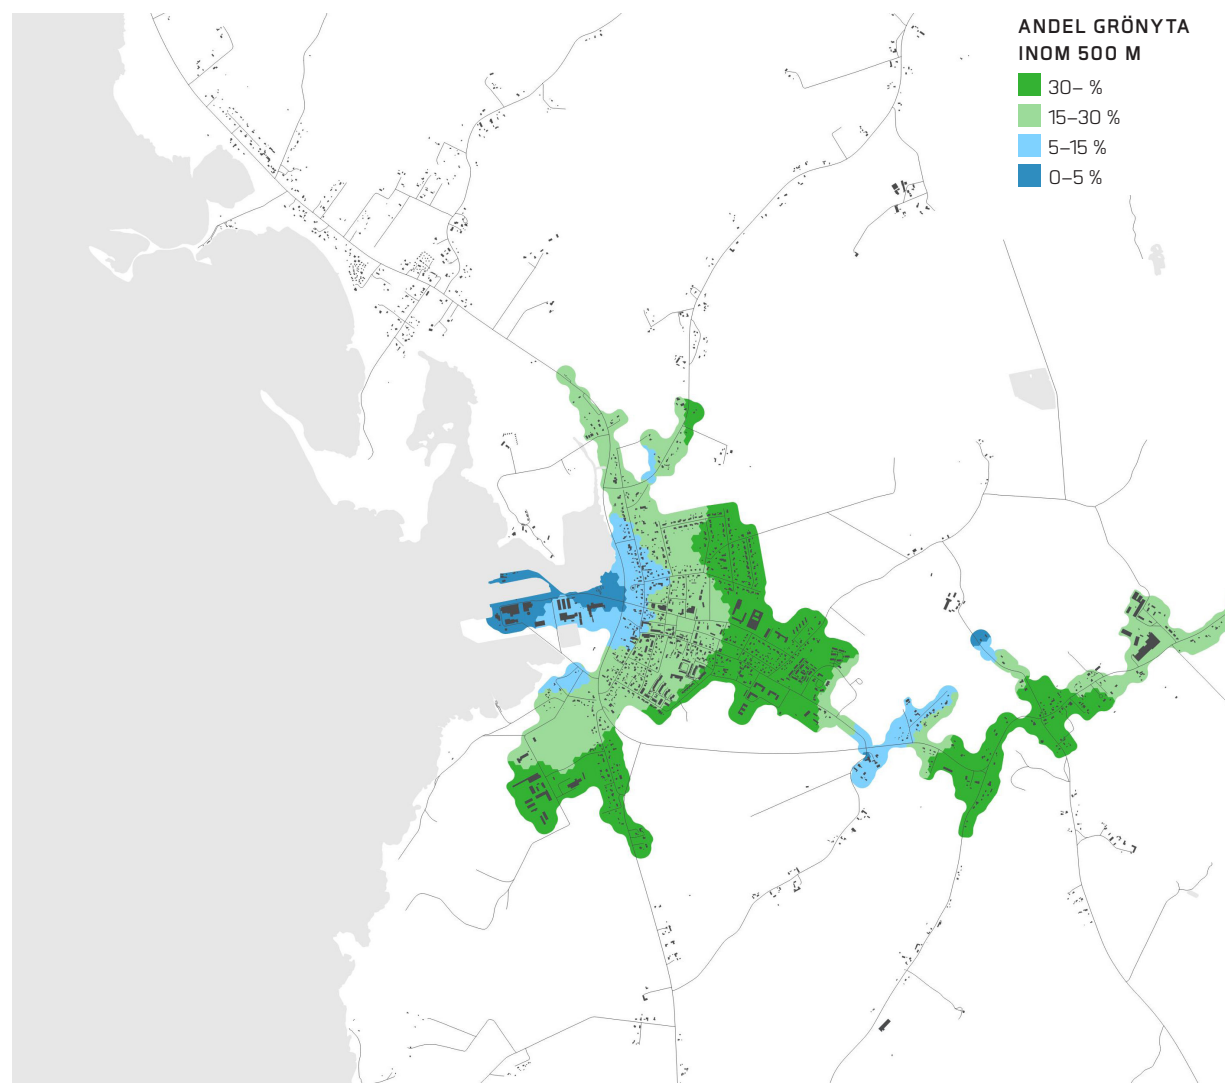 ANDEL GRÖNYTA
INOM 500 M
30– %
15–30 %
5–15 %
0–5 %